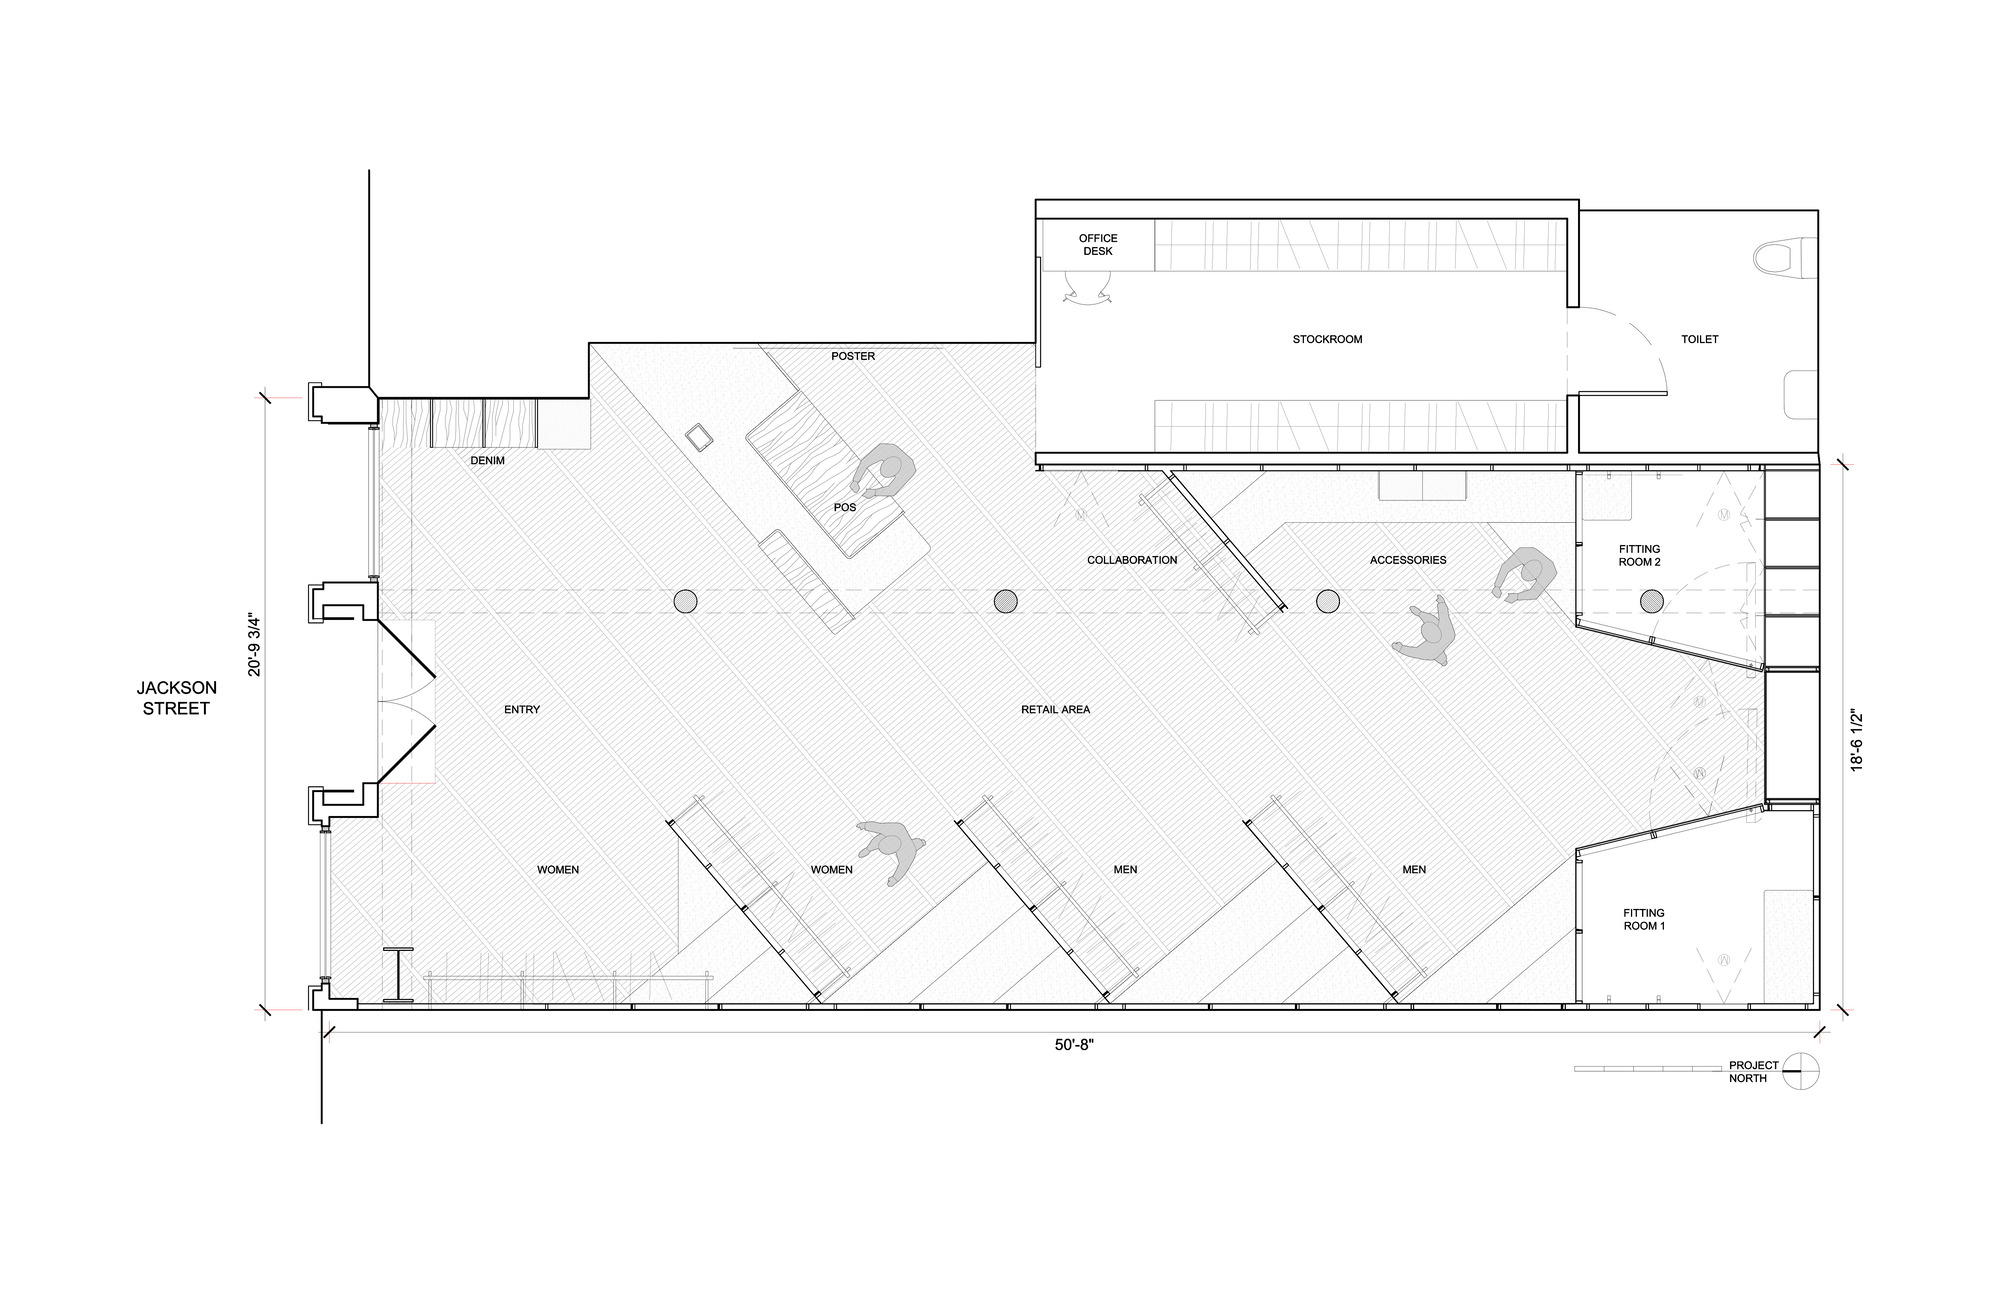 OFFICE
DESK
STOCKROOM
TOILET
POSTER
DENIM
POS
COLLABORATION
ACCESSORIES
FITTING
ROOM 2
M
M
20'-9 3/4"
JACKSON
STREET
ENTRY
RETAIL AREA
M
M
18'-6 1/2"
WOMEN
WOMEN
MEN
MEN
FITTING
ROOM 1
M
50'-8"
PROJECT
NORTH